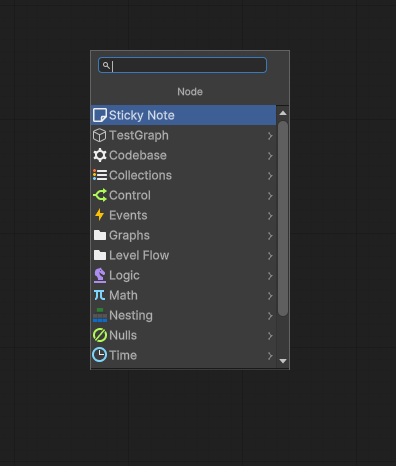 Node
Sticky Note
TestGraph
Codebase
Collections
Control
Events
Graphs
Level Flow
Logic
Math
Nesting
Nulls
Time